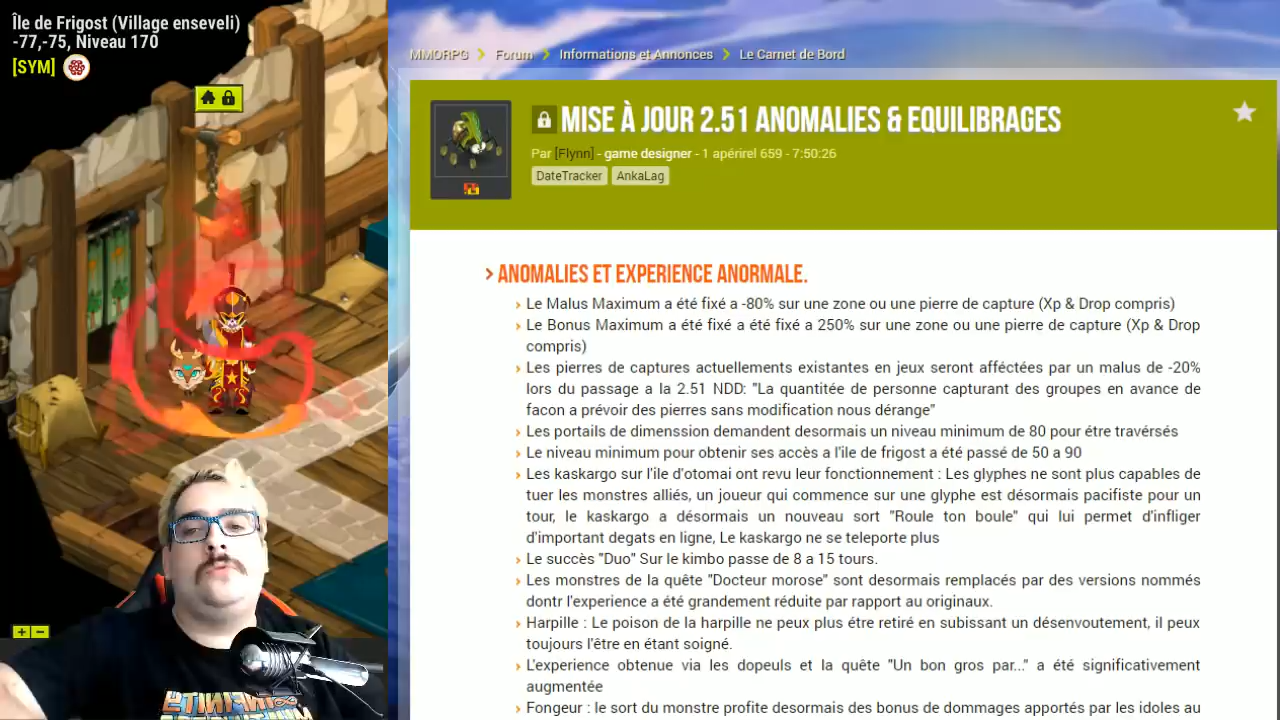 Île de Frigost (Village enseveli)
-77,-75, Niveau 170
[SYM]
MMORPG Forum Informations et Annonces Le Carnet de Bord
MISE À JOUR 2.51 ANOMALIES & EQUILIBRAGES
Par [Flynn] - game designer - 1 apérirel 659 - 7:50:26
DateTracker AnkaLag
ANOMALIES ET EXPERIENCE ANORMALE.
Le Malus Maximum a été fixé a -80% sur une zone ou une pierre de capture (Xp & Drop compris)
Le Bonus Maximum a été fixé a été fixé a 250% sur une zone ou une pierre de capture (Xp & Drop
compris)
Les pierres de captures actuellements existantes en jeux seront afféctées par un malus de -20%
lors du passage a la 2.51 NDD: "La quantitée de personne capturant des groupes en avance de
facon a prévoir des pierres sans modification nous dérange"
Les portails de dimenssion demandent desormais un niveau minimum de 80 pour étre travérsés
Le niveau minimum pour obtenir ses accès a l'île de frigost a été passé de 50 a 90
Les kaskargo sur l'ile d'otomai ont revu leur fonctionnement : Les glyphes ne sont plus capables de
tuer les monstres alliés, un joueur qui commence sur une glyphe est désormais pacifiste pour un
tour, le kaskargo a désormais un nouveau sort "Roule ton boule" qui lui permet d'infliger
d'important degats en ligne, Le kaskargo ne se teleporte plus
Le succès "Duo" Sur le kimbo passe de 8 a 15 tours.
Les monstres de la quête "Docteur morose" sont desormais remplacés par des versions nommés
dontr l'experience a été grandement réduite par rapport au originaux.
Harpille : Le poison de la harpille ne peux plus étre retiré en subissant un désenvoutement, il peux
toujours l'être en étant soigné.
L'experience obtenue via les dopeuls et la quête "Un bon gros par..." a été significativement
augmentée
Fongeur : le sort du monstre profite desormais des bonus de dommages apportés par les idoles au